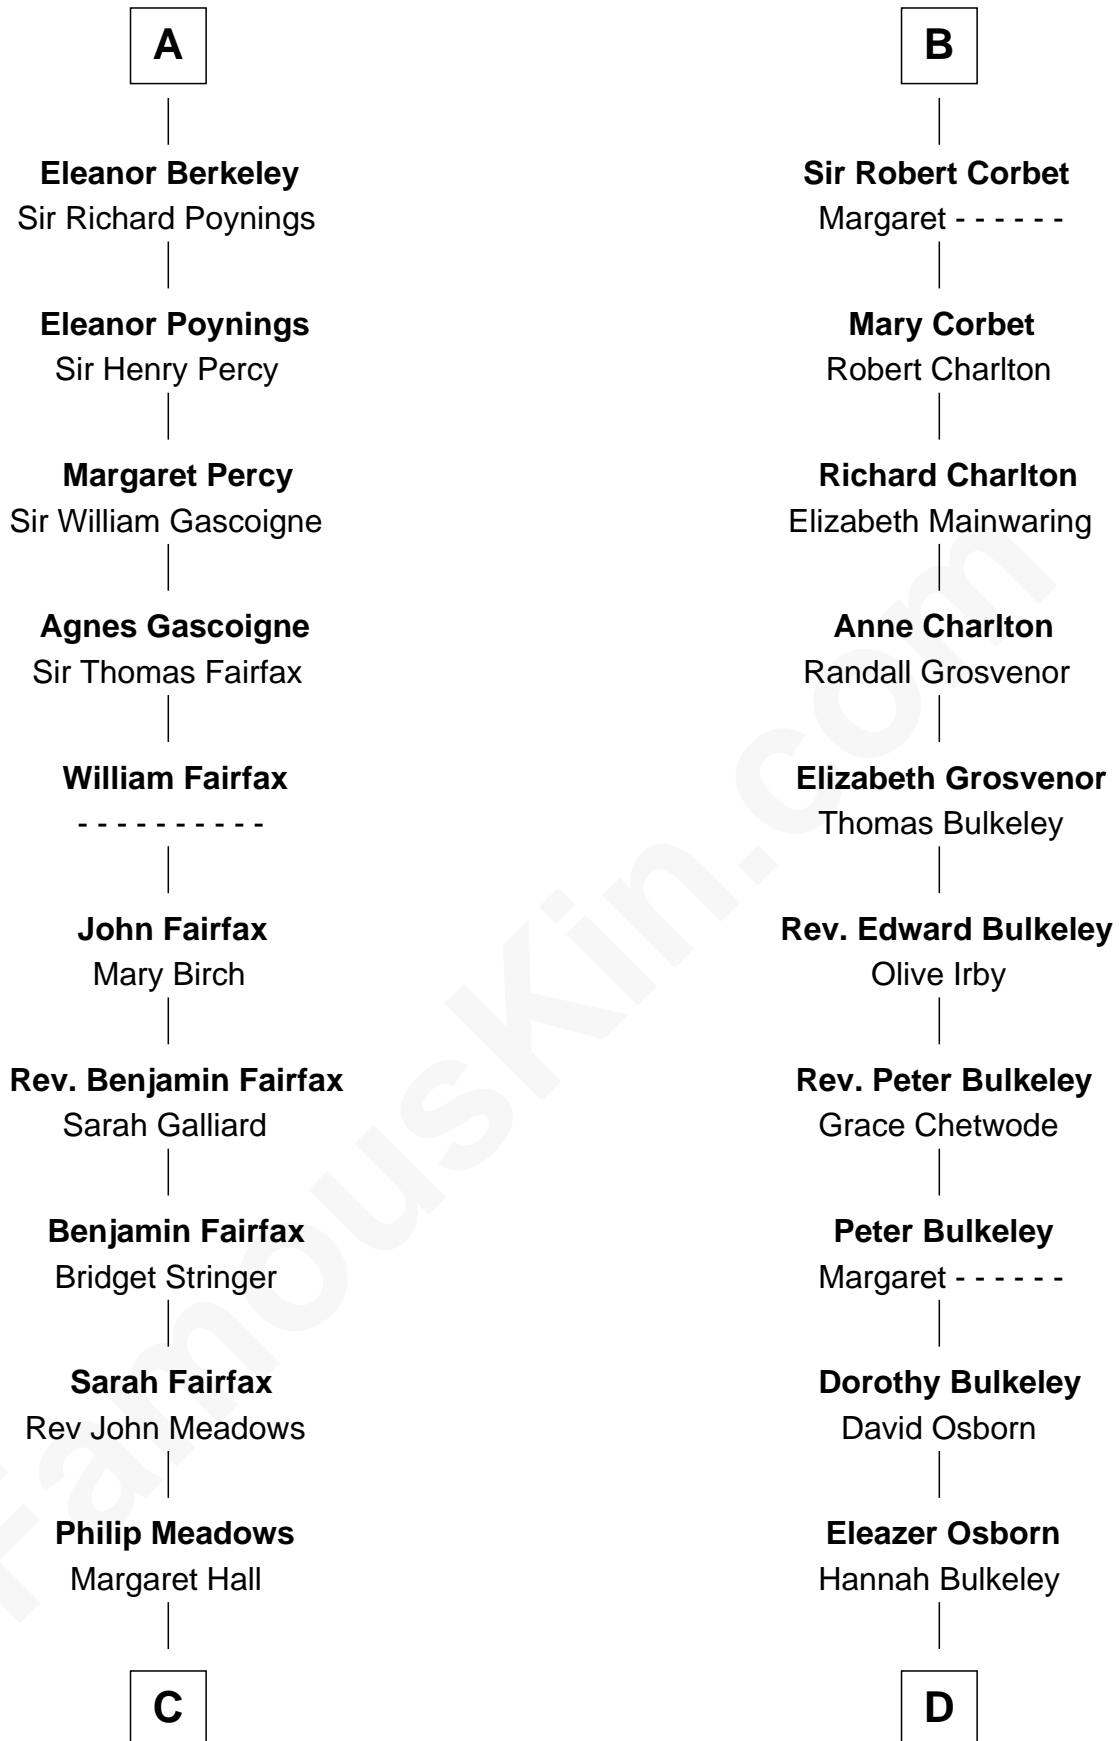 A
Eleanor Berkeley
Sir Richard Poynings
Eleanor Poynings
Sir Henry Percy
Margaret Percy
Sir William Gascoigne
Agnes Gascoigne
Sir Thomas Fairfax
William Fairfax
- - - - - - - - - -
John Fairfax
Mary Birch
Rev. Benjamin Fairfax
Sarah Galliard
Benjamin Fairfax
Bridget Stringer
Sarah Fairfax
Rev John Meadows
Philip Meadows
Margaret Hall
C
B
Sir Robert Corbet
Margaret - - - - - -
Mary Corbet
Robert Charlton
Richard Charlton
Elizabeth Mainwaring
Anne Charlton
Randall Grosvenor
Elizabeth Grosvenor
Thomas Bulkeley
Rev. Edward Bulkeley
Olive Irby
Rev. Peter Bulkeley
Grace Chetwode
Peter Bulkeley
Margaret - - - - - -
Dorothy Bulkeley
David Osborn
Eleazer Osborn
Hannah Bulkeley
D
FamousKin.com